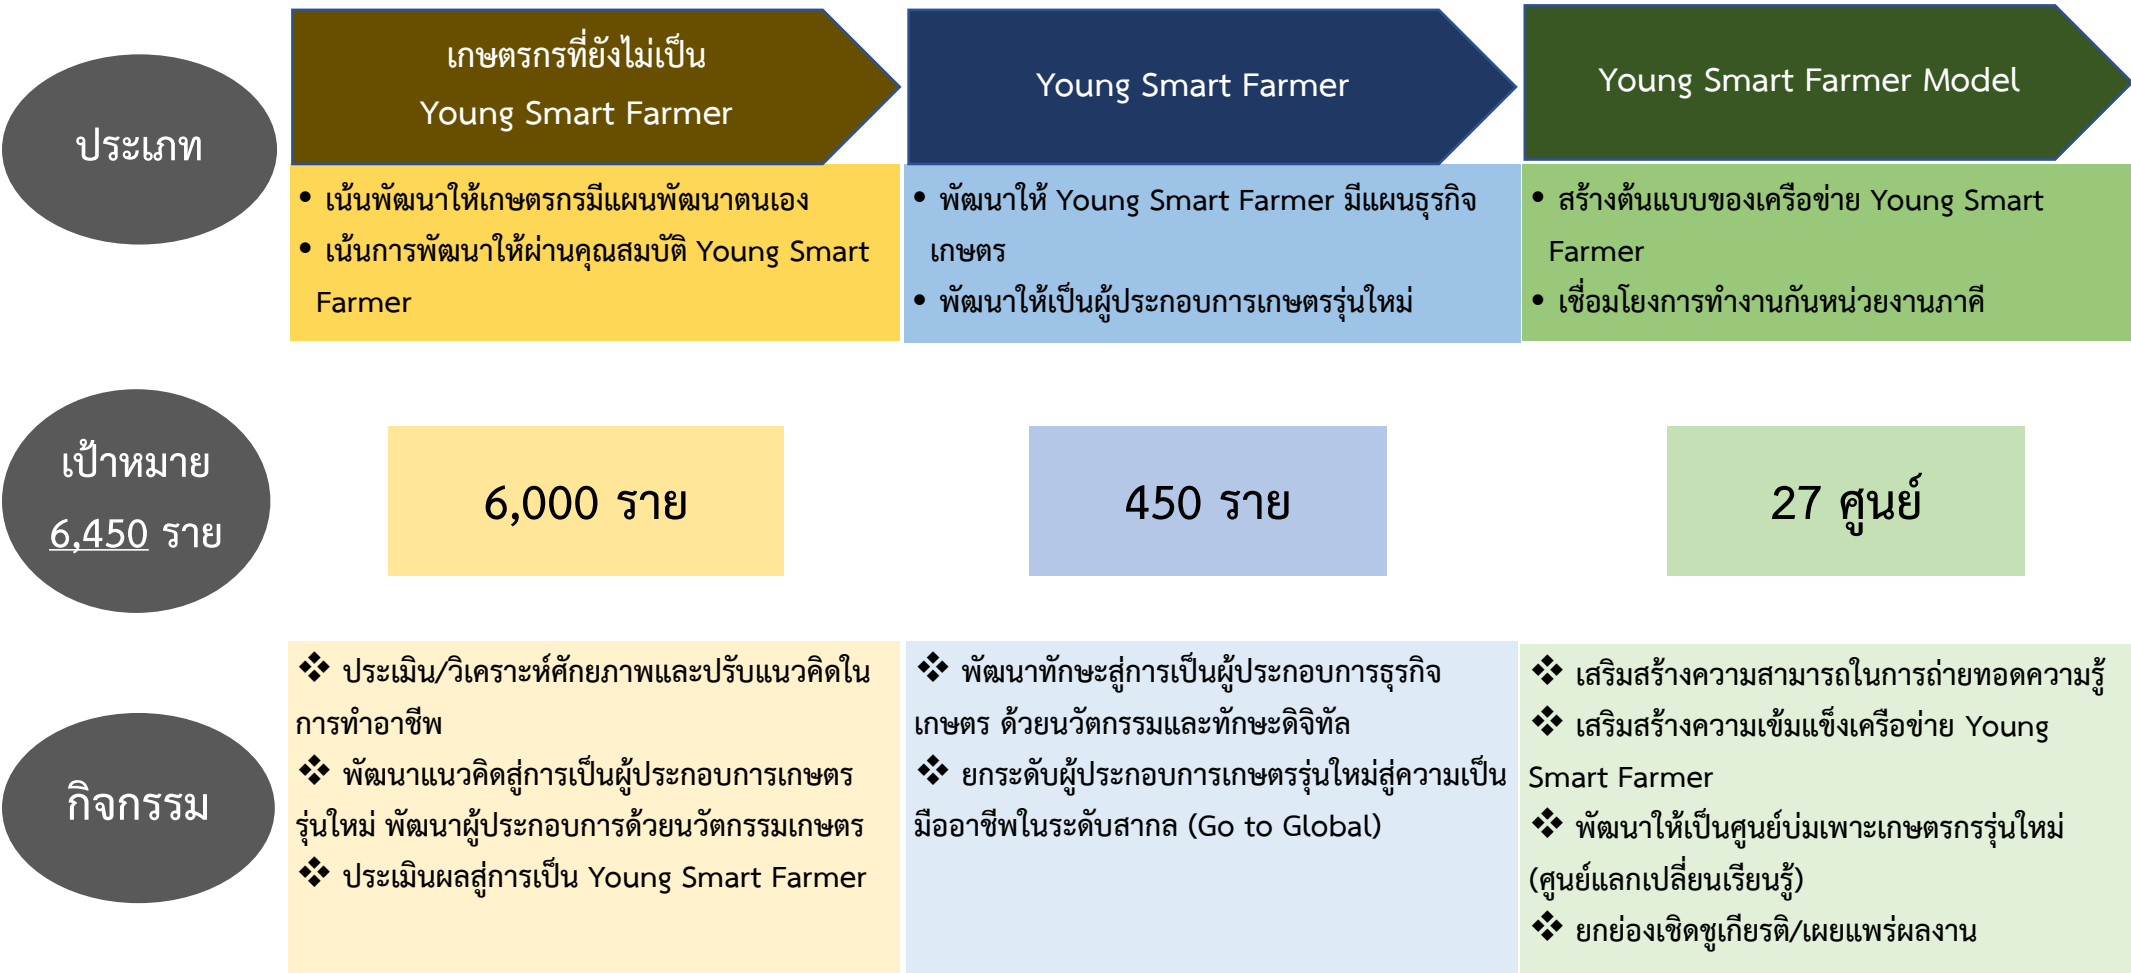 ประเภท
เกษตรกรที่ยังไม่เป็น
Young Smart Farmer
Young Smart Farmer
Young Smart Farmer Model
• เน้นพัฒนาให้เกษตรกรมีแผนพัฒนาตนเอง
• เน้นการพัฒนาให้ผ่านคุณสมบัติ Young Smart
Farmer
• พัฒนาให้ Young Smart Farmer มีแผนธุรกิจ
เกษตร
• พัฒนาให้เป็นผู้ประกอบการเกษตรรุ่นใหม่
• สร้างต้นแบบของเครือข่าย Young Smart
Farmer
• เชื่อมโยงการทำงานกันหน่วยงานภาคี
เป้าหมาย
6,450 ราย
6,000 ราย
450 ราย
27 ศูนย์
กิจกรรม
❖ ประเมิน/วิเคราะห์ศักยภาพและปรับแนวคิดใน
การทำอาชีพ
❖ พัฒนาแนวคิดสู่การเป็นผู้ประกอบการเกษตร
รุ่นใหม่ พัฒนาผู้ประกอบการด้วยนวัตกรรมเกษตร
❖ ประเมินผลสู่การเป็น Young Smart Farmer
❖ พัฒนาทักษะสู่การเป็นผู้ประกอบการธุรกิจ
เกษตร ด้วยนวัตกรรมและทักษะดิจิทัล
❖ ยกระดับผู้ประกอบการเกษตรรุ่นใหม่สู่ความเป็น
มืออาชีพในระดับสากล (Go to Global)
❖ เสริมสร้างความสามารถในการถ่ายทอดความรู้
❖ เสริมสร้างความเข้มแข็งเครือข่าย Young
Smart Farmer
❖ พัฒนาให้เป็นศูนย์บ่มเพาะเกษตรกรรุ่นใหม่
(ศูนย์แลกเปลี่ยนเรียนรู้)
❖ ยกย่องเชิดชูเกียรติ/เผยแพร่ผลงาน